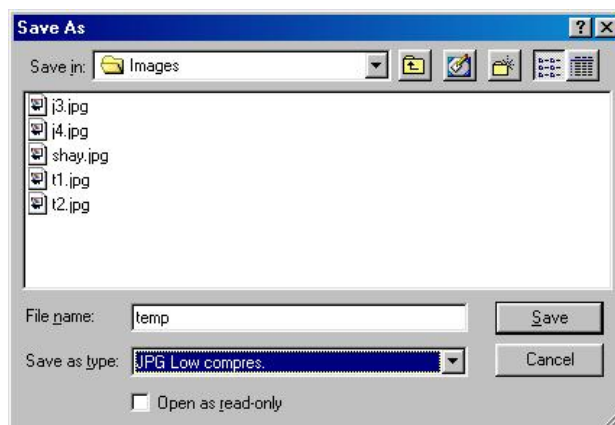 Save As
Save in: Images
j3.jpg
j4.jpg
shay.jpg
t1.jpg
t2.jpg
File name: temp Save
Save as type: JPG Low compres. Cancel
Open as read-only